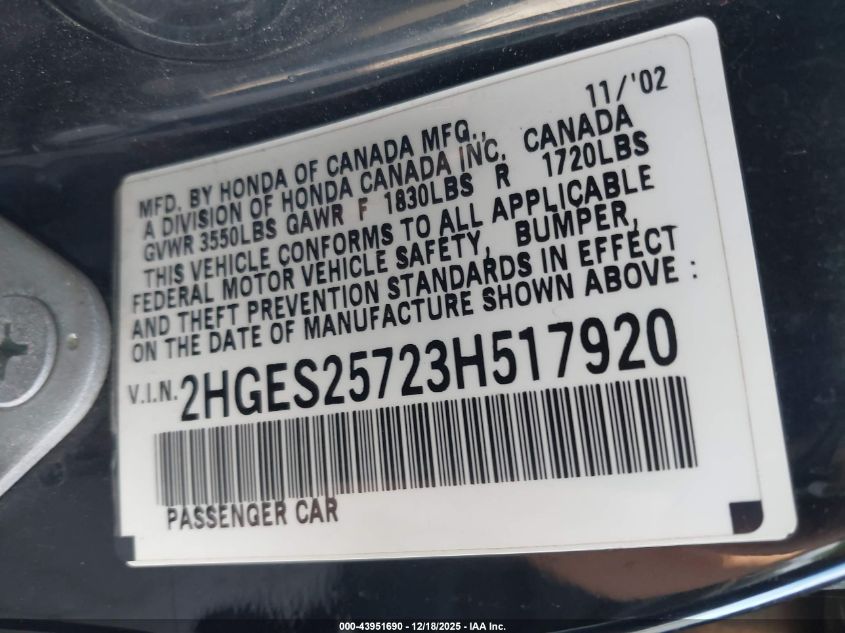 11/'02
MFD. BY HONDA OF CANADA MFG.,
A DIVISION OF HONDA CANADA INC. CANADA
GVWR 3550LBS GAWR F 1830LBS R 1720LBS
THIS VEHICLE CONFORMS TO ALL APPLICABLE
FEDERAL MOTOR VEHICLE SAFETY, BUMPER,
AND THEFT PREVENTION STANDARDS IN EFFECT
ON THE DATE OF MANUFACTURE SHOWN ABOVE :
V.I.N. 2HGES25723H517920
PASSENGER CAR
000-43951690 - 12/18/2025 - IAA Inc.